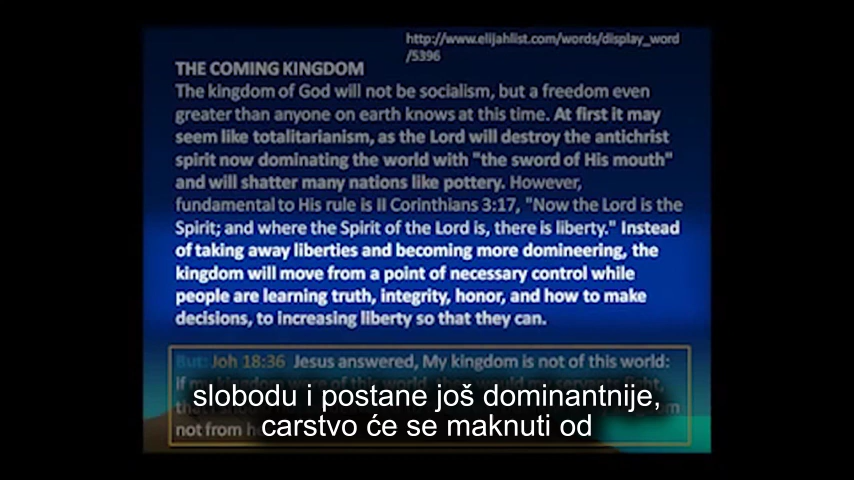 http://www.elijahlist.com/words/display_word
/5396
THE COMING KINGDOM
The kingdom of God will not be socialism, but a freedom even
greater than anyone on earth knows at this time. At first it may
seem like totalitarianism, as the Lord will destroy the antichrist
spirit now dominating the world with "the sword of His mouth"
and will shatter many nations like pottery. However,
fundamental to His rule is II Corinthians 3:17, "Now the Lord is the
Spirit; and where the Spirit of the Lord is, there is liberty." Instead
of taking away liberties and becoming more domineering, the
kingdom will move from a point of necessary control while
people are learning truth, integrity, honor, and how to make
decisions, to increasing liberty so that they can.
But: Joh 18:36 Jesus answered, My kingdom is not of this world:
if
not from
slobodu i postane još dominantnije,
carstvo će se maknuti od